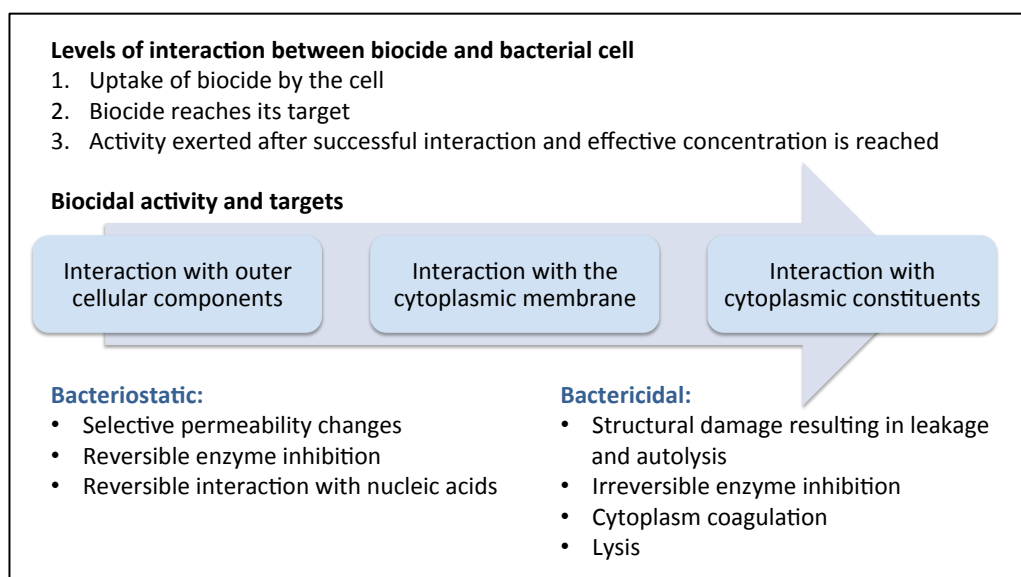 Levels of interaction between biocide and bacterial cell
1. Uptake of biocide by the cell
2. Biocide reaches its target
3. Activity exerted after successful interaction and effective concentration is reached
Biocidal activity and targets
Interaction with outer
cellular components
Interaction with the
cytoplasmic membrane
Interaction with
cytoplasmic constituents
Bacteriostatic:
• Selective permeability changes
• Reversible enzyme inhibition
• Reversible interaction with nucleic acids
Bactericidal:
• Structural damage resulting in leakage
and autolysis
• Irreversible enzyme inhibition
• Cytoplasm coagulation
• Lysis